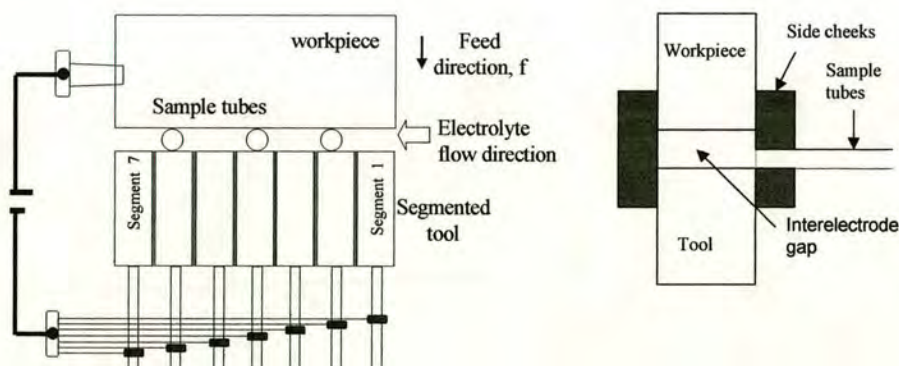 workpiece
Feed
direction, f
Sample tubes
Electrolyte
flow direction
Segment 7
Segment 1
Segmented
tool
Side cheeks
Workpiece
Sample
tubes
Interelectrode
gap
Tool